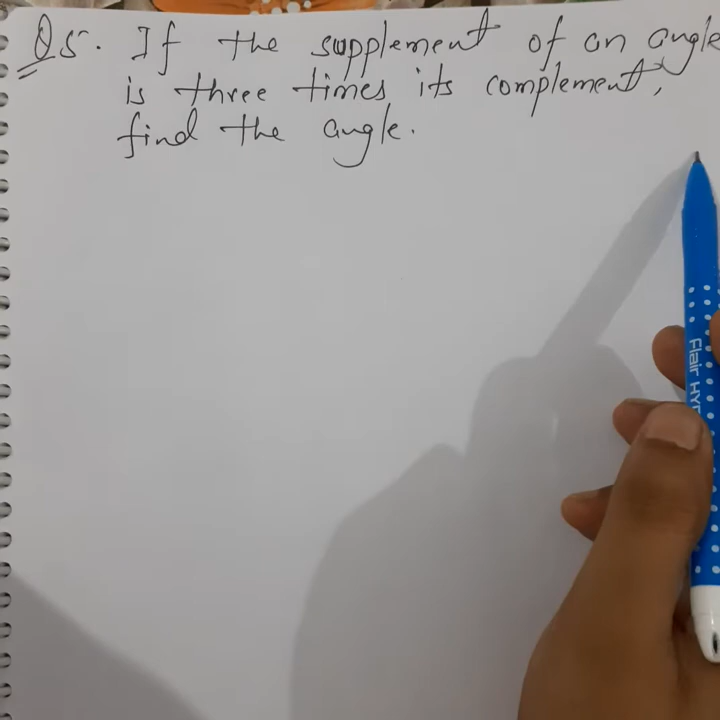 Q5. If the supplement of an angle
is three times its complement,
find the angle.
Flair HY